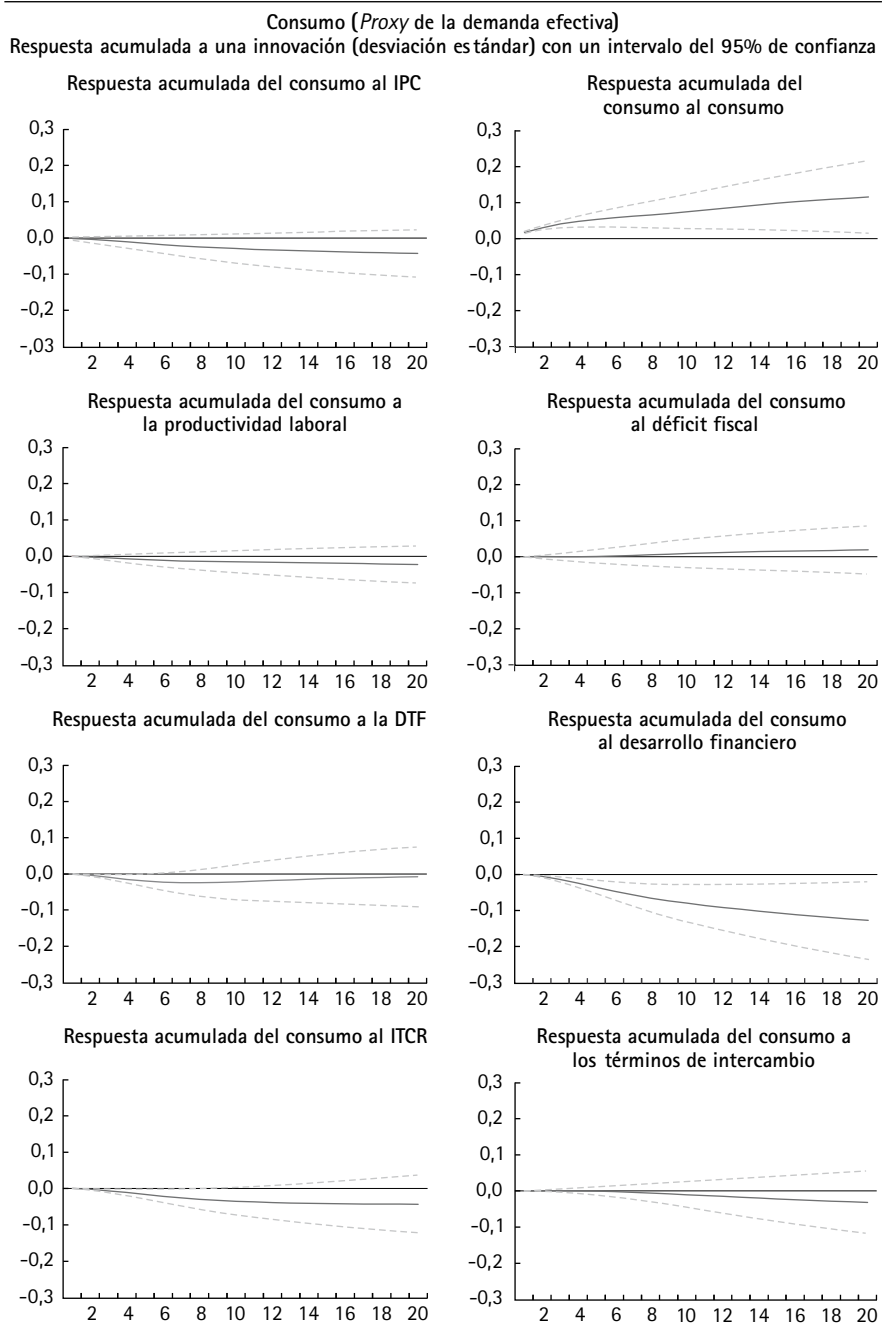 Consumo (Proxy de la demanda efectiva)
Respuesta acumulada a una innovación (desviación estándar) con un intervalo del 95% de confianza
Respuesta acumulada del consumo al IPC
0,3
0,2
0,1
0,0
-0,1
-0,2
-,03
2 4 6 8 10 12 14 16 18 20
Respuesta acumulada del
consumo al consumo
0,3
0,2
0,1
0,0
-0,1
-0,2
-0,3
2 4 6 8 10 12 14 16 18 20
Respuesta acumulada del consumo a
la productividad laboral
0,3
0,2
0,1
0,0
-0,1
-0,2
-0,3
2 4 6 8 10 12 14 16 18 20
Respuesta acumulada del consumo
al déficit fiscal
0,3
0,2
0,1
0,0
-0,1
-0,2
-0,3
2 4 6 8 10 12 14 16 18 20
Respuesta acumulada del consumo a la DTF
0,3
0,2
0,1
0,0
-0,1
-0,2
-0,3
2 4 6 8 10 12 14 16 18 20
Respuesta acumulada del consumo
al desarrollo financiero
0,3
0,2
0,1
0,0
-0,1
-0,2
-0,3
2 4 6 8 10 12 14 16 18 20
Respuesta acumulada del consumo al ITCR
0,3
0,2
0,1
0,0
-0,1
-0,2
-0,3
2 4 6 8 10 12 14 16 18 20
Respuesta acumulada del consumo a
los términos de intercambio
0,3
0,2
0,1
0,0
-0,1
-0,2
-0,3
2 4 6 8 10 12 14 16 18 20